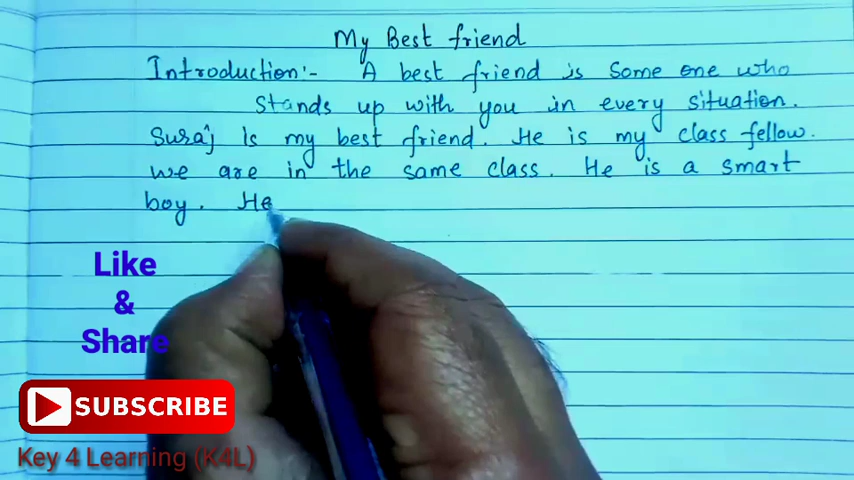 My Best friend
Introduction:- A best friend is some one who
stands up with you in every situation.
Suraj is my best friend. He is my class fellow.
we are in the same class. He is a smart
boy. He
Like
&
Share
SUBSCRIBE
Key 4 Learning (K4L)